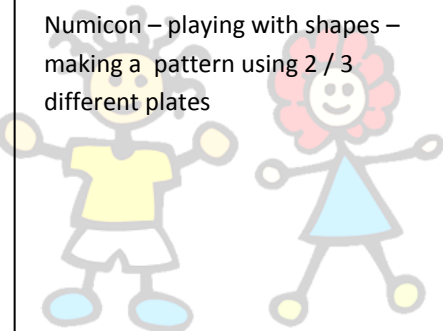 Numicon – playing with shapes –
making a  pattern using 2 / 3
different plates